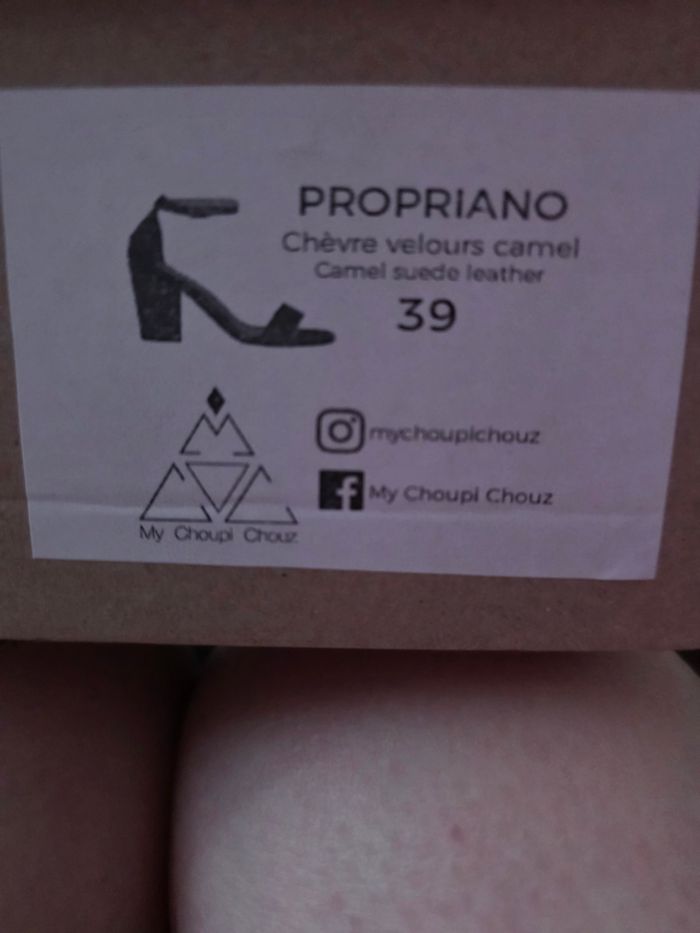 PROPRIANO
Chèvre velours camel
Camel suede leather
39
mychoupichouz
My Choupi Chouz
My Choupi Chouz